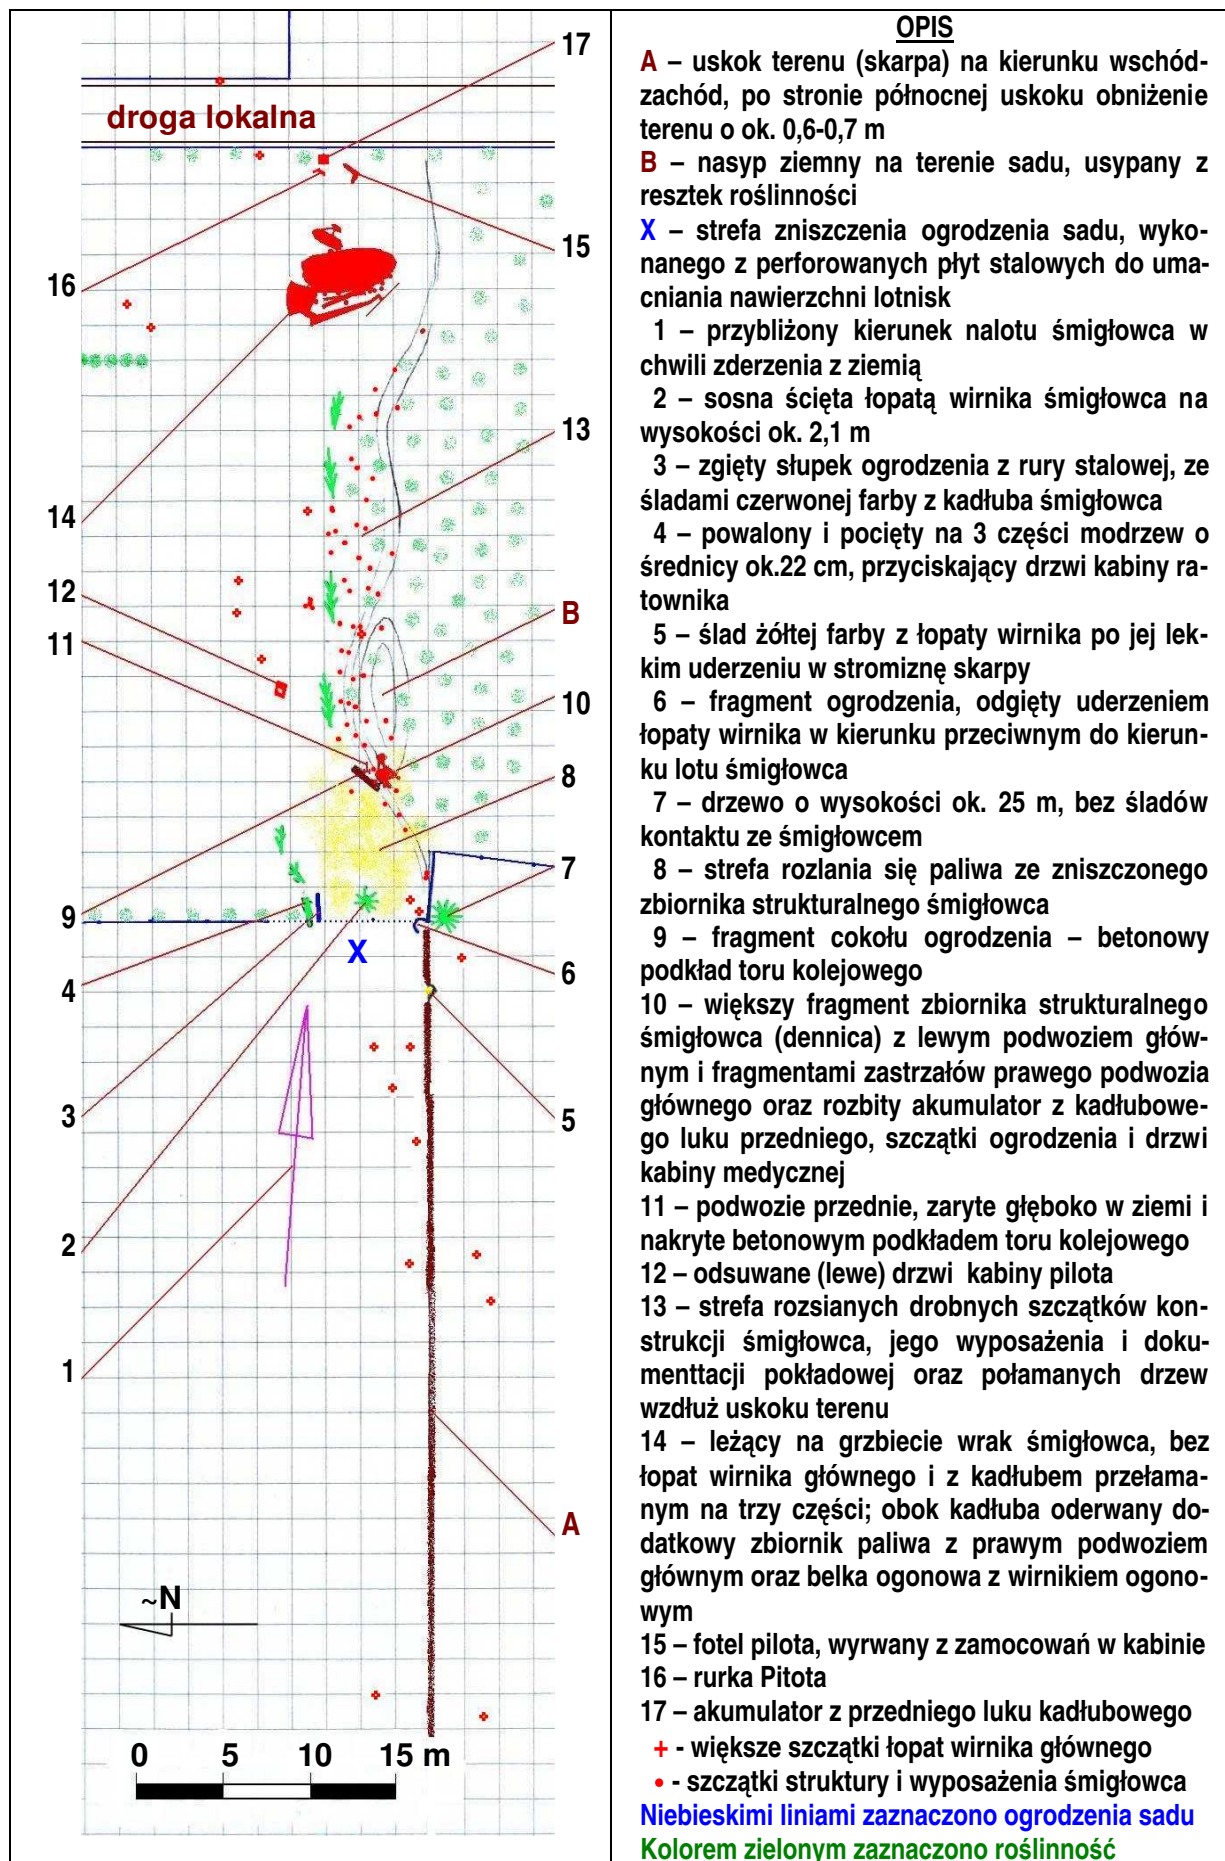 17
droga lokalna
15
16
13
14
12
B
11
10
8
7
9
X
6
4
3
5
2
1
A
~N
0 5 10 15 m
OPIS
A – uskok terenu (skarpa) na kierunku wschód-
zachód, po stronie północnej uskoku obniżenie
terenu o ok. 0,6-0,7 m
B – nasyp ziemny na terenie sadu, usypany z
resztek roślinności
X – strefa zniszczenia ogrodzenia sadu, wyko-
nanego z perforowanych płyt stalowych do uma-
cniania nawierzchni lotnisk
1 – przybliżony kierunek nalotu śmigłowca w
chwili zderzenia z ziemią
2 – sosna ścięta łopatą wirnika śmigłowca na
wysokości ok. 2,1 m
3 – zgięty słupek ogrodzenia z rury stalowej, ze
śladami czerwonej farby z kadłuba śmigłowca
4 – powalony i pocięty na 3 części modrzew o
średnicy ok.22 cm, przyciskający drzwi kabiny ra-
townika
5 – ślad żółtej farby z łopaty wirnika po jej lek-
kim uderzeniu w stromiznę skarpy
6 – fragment ogrodzenia, odgięty uderzeniem
łopaty wirnika w kierunku przeciwnym do kierun-
ku lotu śmigłowca
7 – drzewo o wysokości ok. 25 m, bez śladów
kontaktu ze śmigłowcem
8 – strefa rozlania się paliwa ze zniszczonego
zbiornika strukturalnego śmigłowca
9 – fragment cokołu ogrodzenia – betonowy
podkład toru kolejowego
10 – większy fragment zbiornika strukturalnego
śmigłowca (dennica) z lewym podwoziem głów-
nym i fragmentami zastrzałów prawego podwozia
głównego oraz rozbity akumulator z kadłubowe-
go luku przedniego, szczątki ogrodzenia i drzwi
kabiny medycznej
11 – podwozie przednie, zaryte głęboko w ziemi i
nakryte betonowym podkładem toru kolejowego
12 – odsuwane (lewe) drzwi kabiny pilota
13 – strefa rozsianych drobnych szczątków kon-
strukcji śmigłowca, jego wyposażenia i doku-
menttacji pokładowej oraz połamanych drzew
wzdłuż uskoku terenu
14 – leżący na grzbiecie wrak śmigłowca, bez
łopat wirnika głównego i z kadłubem przełama-
nym na trzy części; obok kadłuba oderwany do-
datkowy zbiornik paliwa z prawym podwoziem
głównym oraz belka ogonowa z wirnikiem ogono-
wym
15 – fotel pilota, wyrwany z zamocowań w kabinie
16 – rurka Pitota
17 – akumulator z przedniego luku kadłubowego
+ - większe szczątki łopat wirnika głównego
• - szczątki struktury i wyposażenia śmigłowca
Niebieskimi liniami zaznaczono ogrodzenia sadu
Kolorem zielonym zaznaczono roślinność